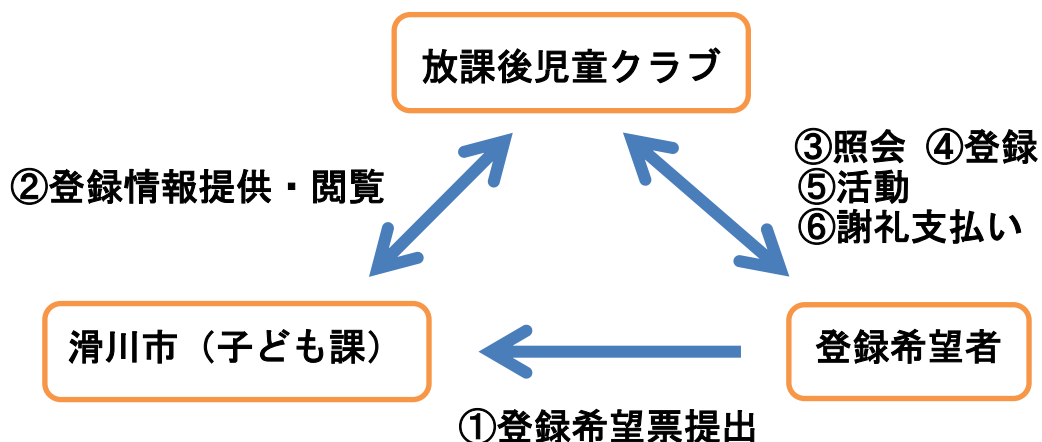 放課後児童クラブ
③照会 ④登録
②登録情報提供・閲覧
⑤活動
⑥謝礼支払い
滑川市（子ども課）
登録希望者
①登録希望票提出